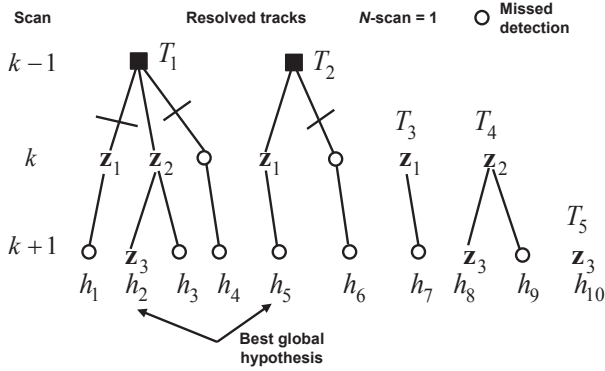 Scan Resolved tracks N-scan = 1 Missed detection
k − 1 T₁ T₂
T₃ T₄
k z₁ z₂ z₁ z₁ z₂
T₅
k + 1 z₃ z₃ z₃
h₁ h₂ h₃ h₄ h₅ h₆ h₇ h₈ h₉ h₁₀
Best global
hypothesis